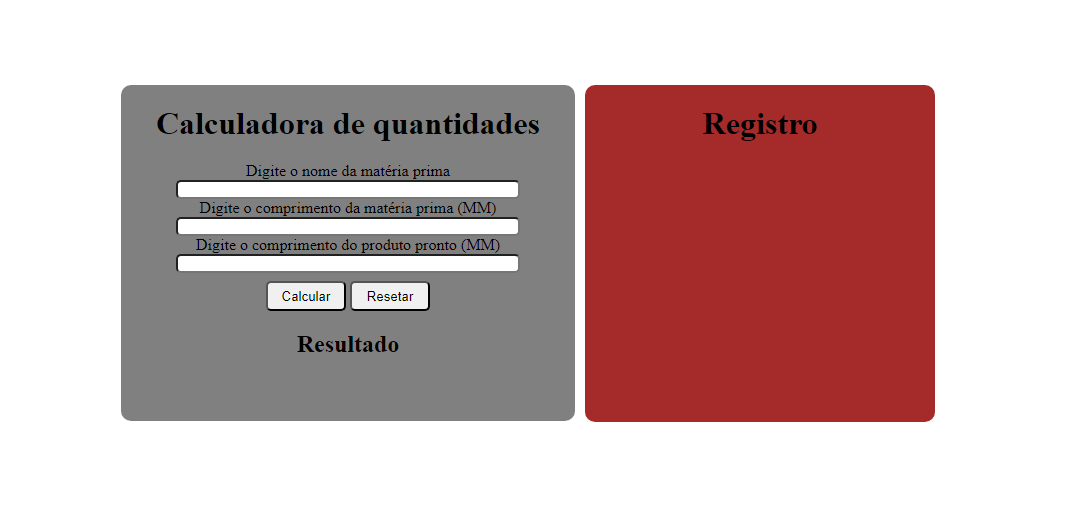 Calculadora de quantidades
Digite o nome da matéria prima
Digite o comprimento da matéria prima (MM)
Digite o comprimento do produto pronto (MM)
Calcular Resetar
Resultado
Registro